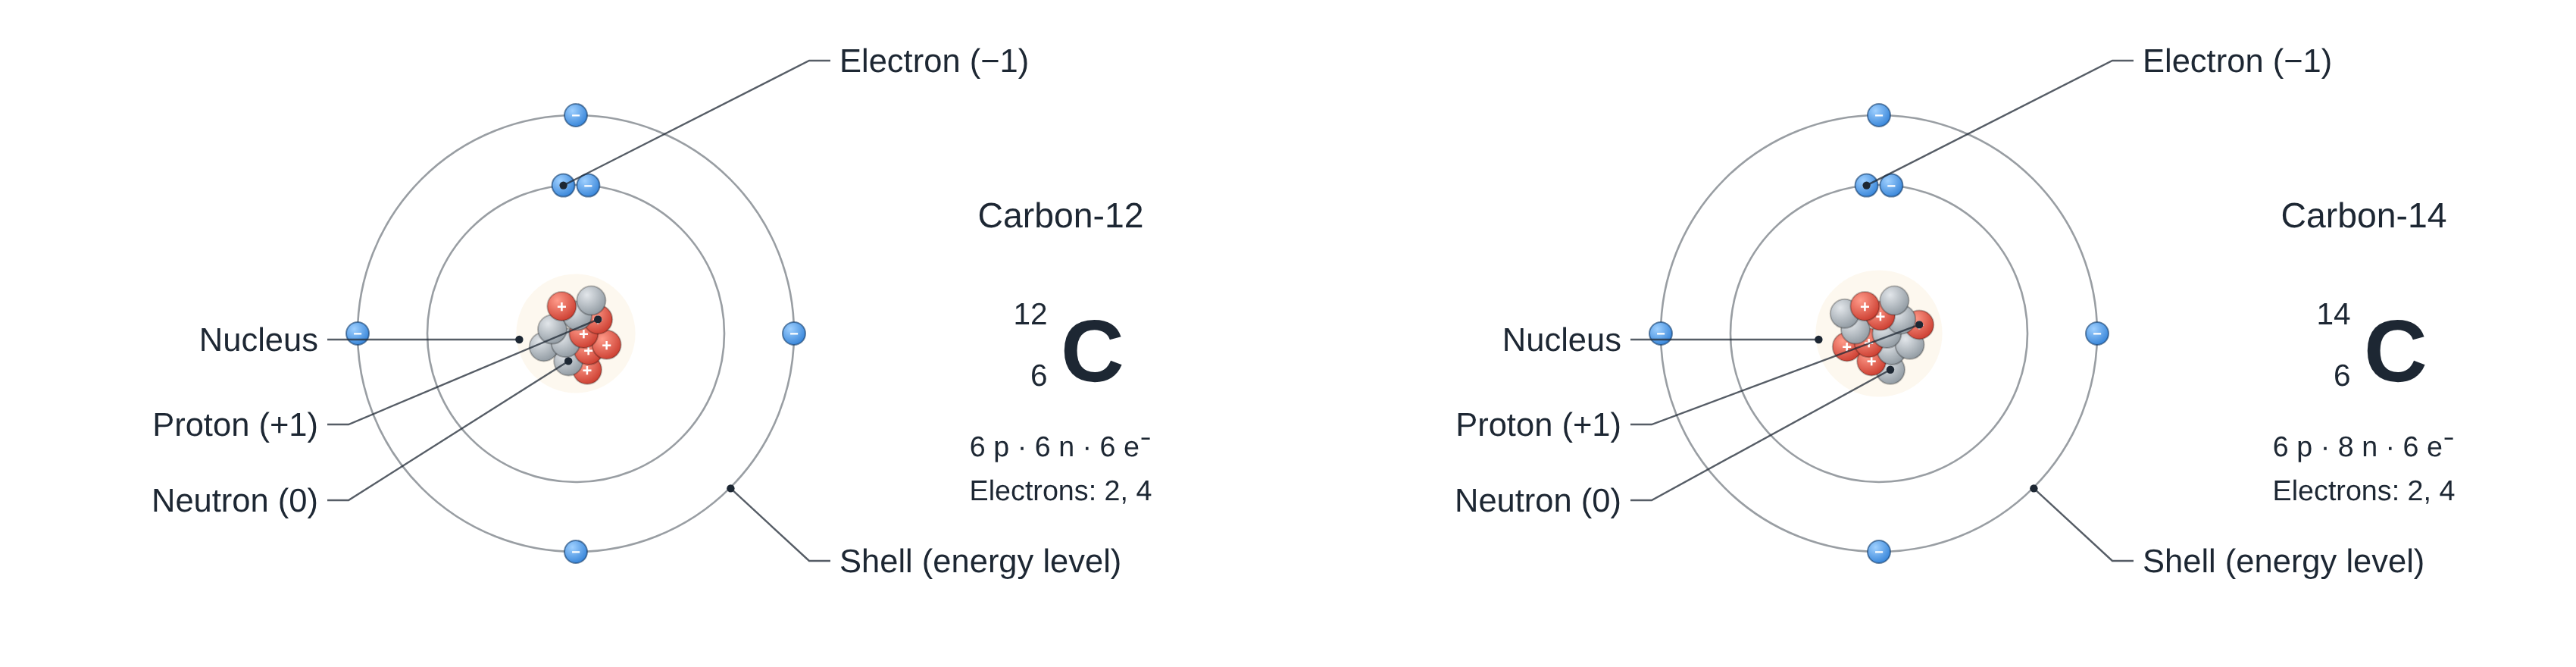 Electron (−1)
Carbon-12
12
6
C
Nucleus
Proton (+1)
Neutron (0)
6 p · 6 n · 6 e⁻
Electrons: 2, 4
Shell (energy level)
Electron (−1)
Carbon-14
14
6
C
Nucleus
Proton (+1)
Neutron (0)
6 p · 8 n · 6 e⁻
Electrons: 2, 4
Shell (energy level)